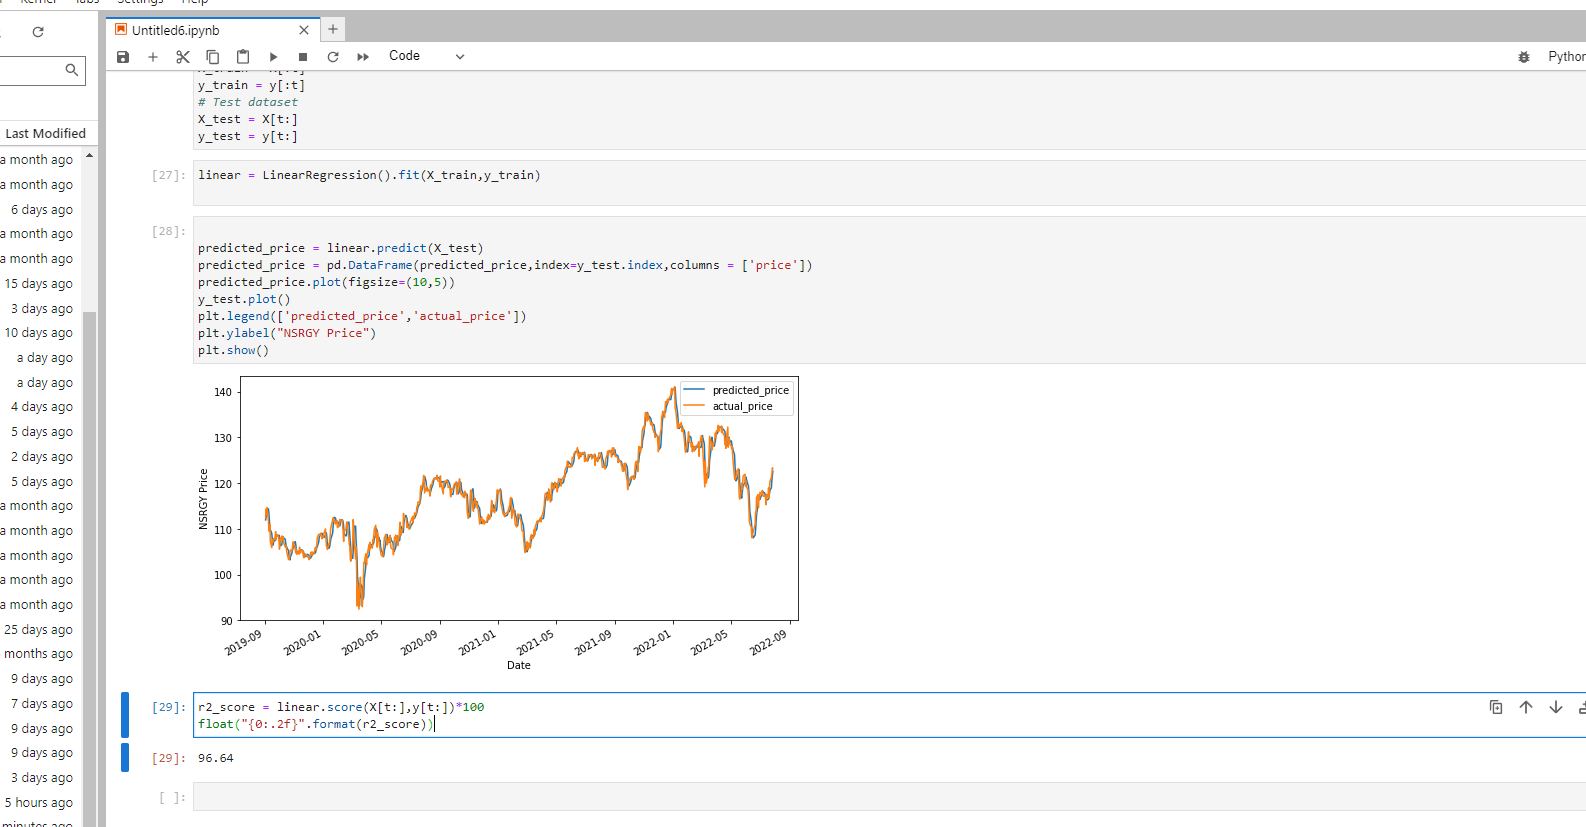 Kernel Tabs Settings Help
Untitled6.ipynb
Code
Python
Last Modified
a month ago
a month ago
6 days ago
a month ago
a month ago
15 days ago
3 days ago
10 days ago
a day ago
a day ago
4 days ago
5 days ago
2 days ago
5 days ago
a month ago
a month ago
a month ago
a month ago
a month ago
25 days ago
months ago
9 days ago
7 days ago
9 days ago
9 days ago
3 days ago
5 hours ago
minutes ago
X_train = X[:t]
y_train = y[:t]
# Test dataset
X_test = X[t:]
y_test = y[t:]
[27]: linear = LinearRegression().fit(X_train,y_train)
[28]:
predicted_price = linear.predict(X_test)
predicted_price = pd.DataFrame(predicted_price,index=y_test.index,columns = ['price'])
predicted_price.plot(figsize=(10,5))
y_test.plot()
plt.legend(['predicted_price','actual_price'])
plt.ylabel("NSRGY Price")
plt.show()
predicted_price
actual_price
140
130
120
110
100
90
NSRGY Price
2019-09 2020-01 2020-05 2020-09 2021-01 2021-05 2021-09 2022-01 2022-05 2022-09
Date
[29]: r2_score = linear.score(X[t:],y[t:])*100
float("{0:.2f}".format(r2_score))
[29]: 96.64
[ ]: